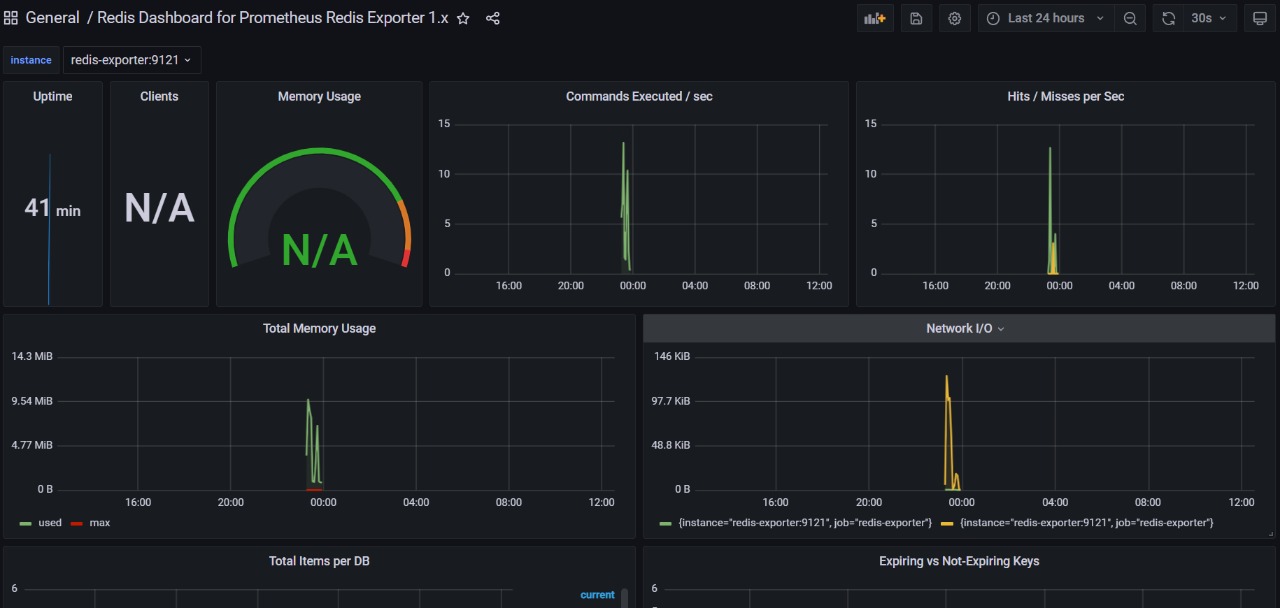 General / Redis Dashboard for Prometheus Redis Exporter 1.x
Last 24 hours
30s
instance
redis-exporter:9121
Uptime
41 min
Clients
N/A
Memory Usage
N/A
Commands Executed / sec
15
10
5
0
16:00 20:00 00:00 04:00 08:00 12:00
Hits / Misses per Sec
15
10
5
0
16:00 20:00 00:00 04:00 08:00 12:00
Total Memory Usage
14.3 MiB
9.54 MiB
4.77 MiB
0 B
16:00 20:00 00:00 04:00 08:00 12:00
used max
Network I/O
146 KiB
97.7 KiB
48.8 KiB
0 B
16:00 20:00 00:00 04:00 08:00 12:00
{instance="redis-exporter:9121", job="redis-exporter"} {instance="redis-exporter:9121", job="redis-exporter"}
Total Items per DB
6
current
Expiring vs Not-Expiring Keys
6